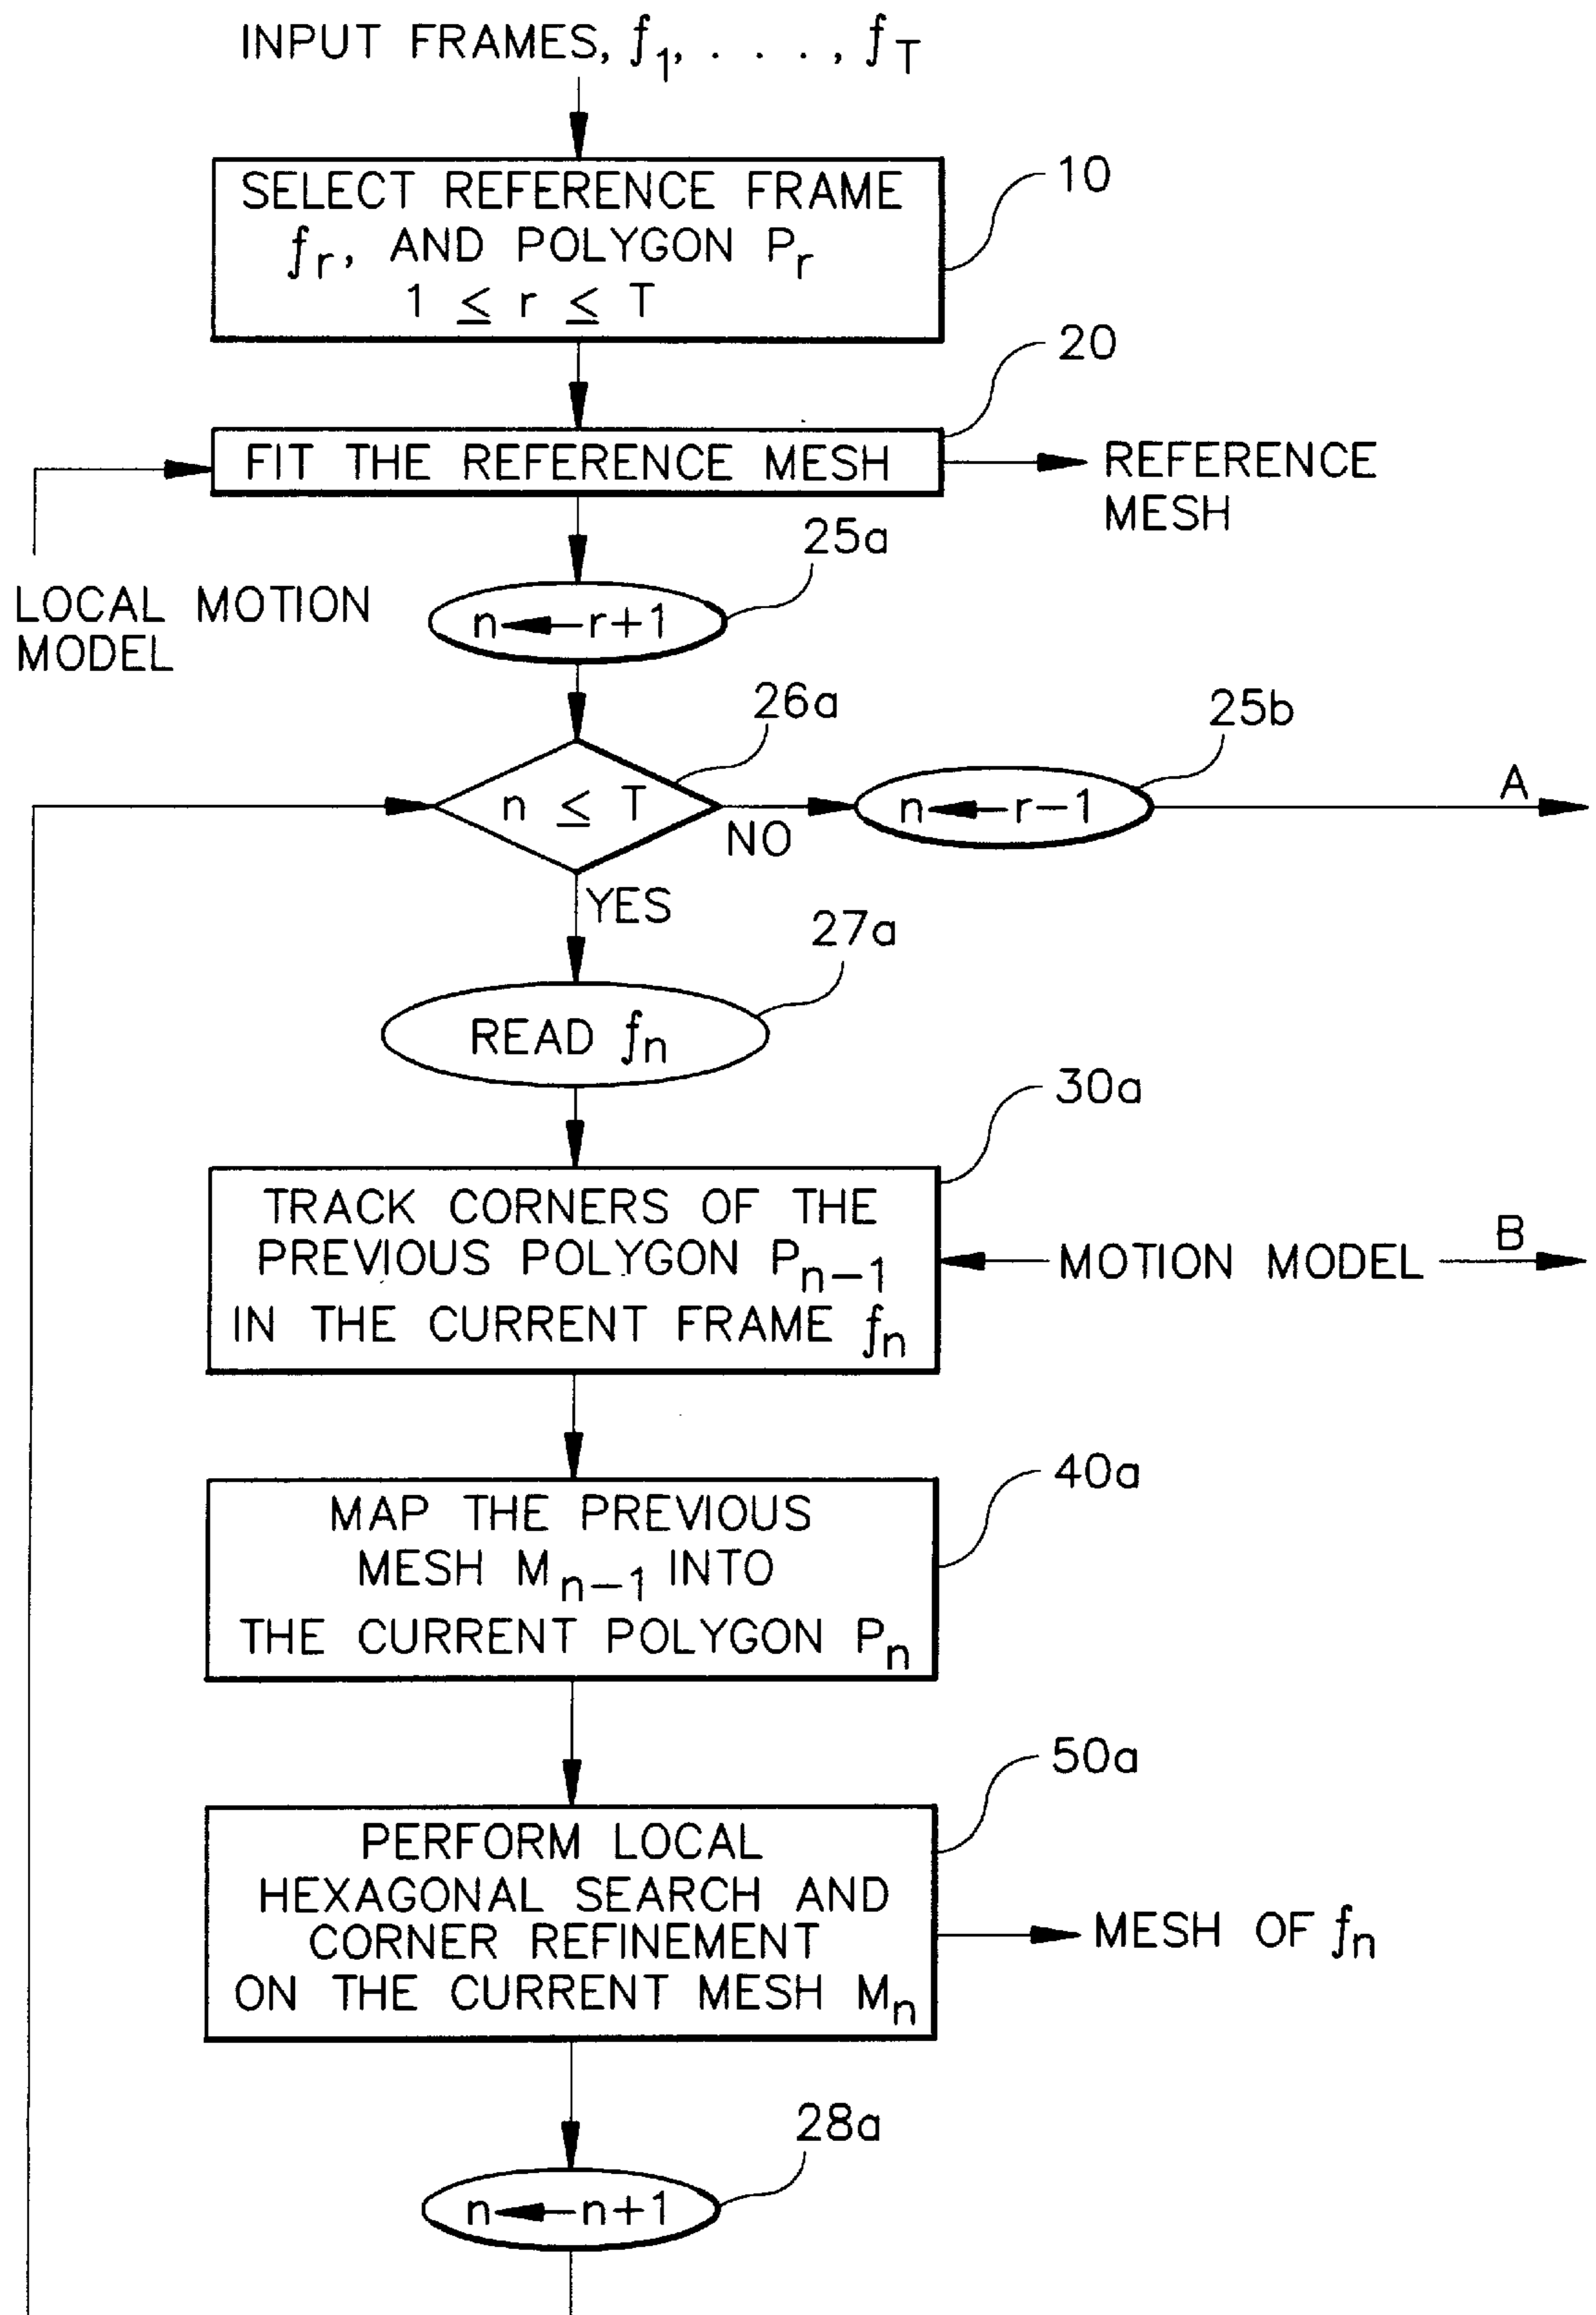 INPUT FRAMES, f1, . . . , fT
SELECT REFERENCE FRAME
fr, AND POLYGON Pr
1 ≤ r ≤ T
10
20
FIT THE REFERENCE MESH
REFERENCE
MESH
LOCAL MOTION
MODEL
25a
n←r+1
26a
n ≤ T
NO
25b
n←r−1
A
YES
27a
READ fn
30a
TRACK CORNERS OF THE
PREVIOUS POLYGON Pn−1
IN THE CURRENT FRAME fn
MOTION MODEL
B
40a
MAP THE PREVIOUS
MESH Mn−1 INTO
THE CURRENT POLYGON Pn
50a
PERFORM LOCAL
HEXAGONAL SEARCH AND
CORNER REFINEMENT
ON THE CURRENT MESH Mn
MESH OF fn
28a
n←n+1